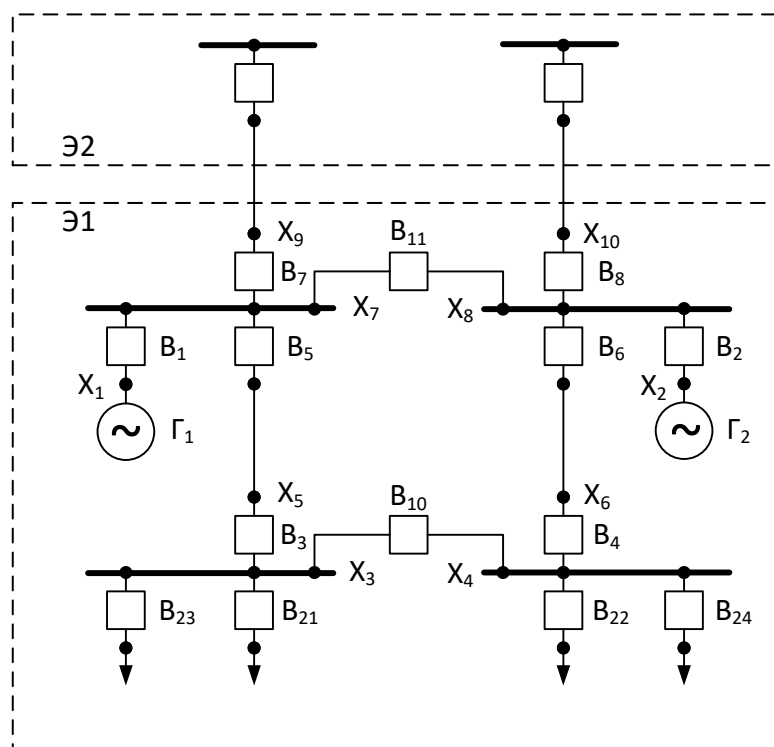 Э2
Э1
X₉
B₁₁
X₁₀
B₇
B₈
X₇
X₈
B₁
B₅
B₆
B₂
X₁
X₂
~
Г₁
~
Г₂
X₅
B₁₀
X₆
B₃
B₄
X₃
X₄
B₂₃
B₂₁
B₂₂
B₂₄